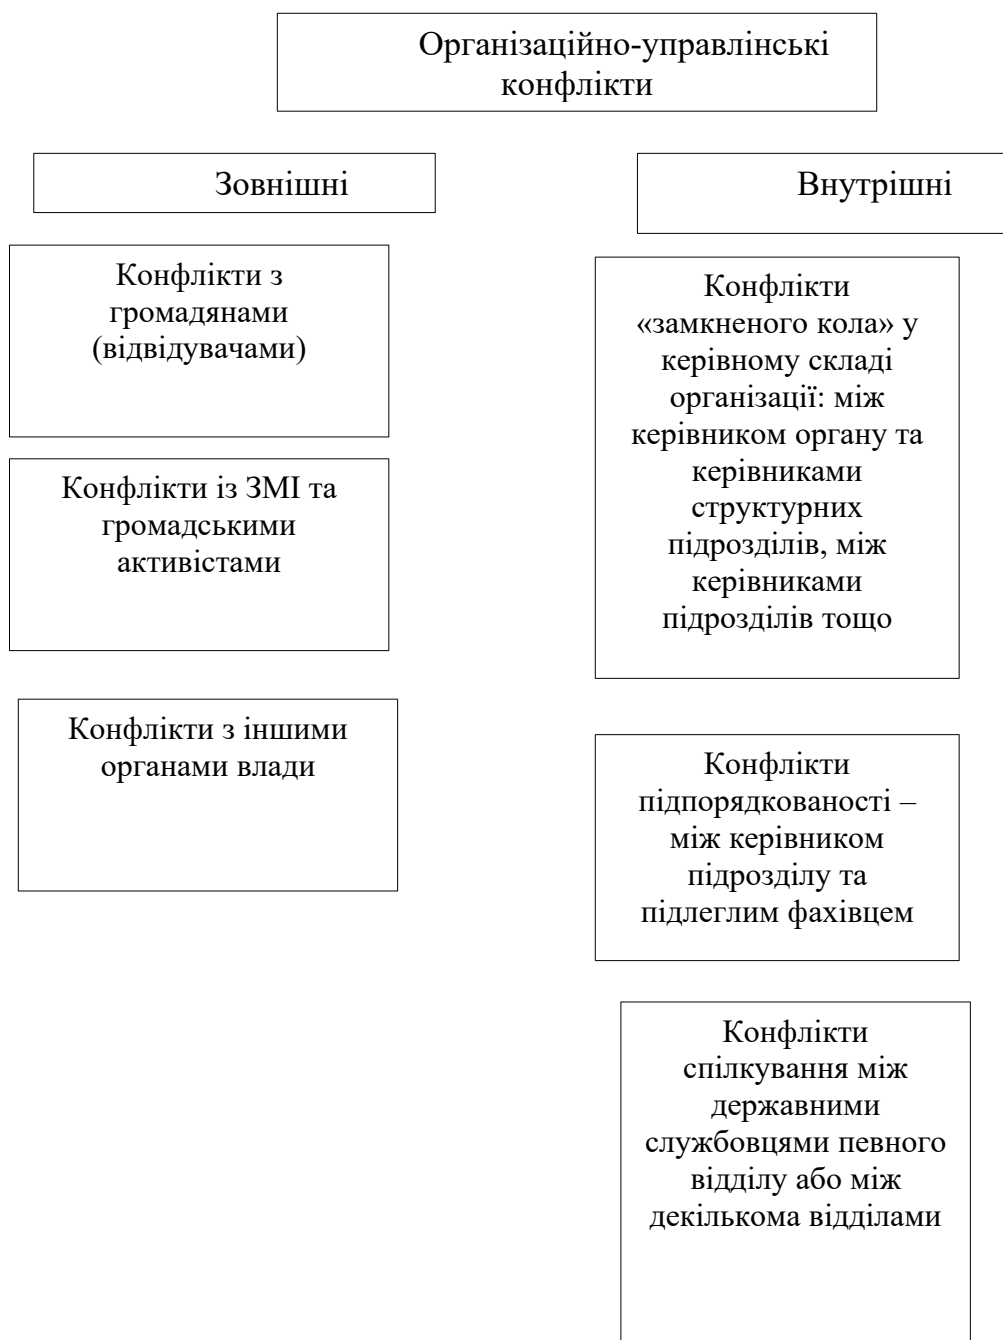 Організаційно-управлінські
конфлікти
Зовнішні
Внутрішні
Конфлікти з
громадянами
(відвідувачами)
Конфлікти із ЗМІ та
громадськими
активістами
Конфлікти з іншими
органами влади
Конфлікти
«замкненого кола» у
керівному складі
організації: між
керівником органу та
керівниками
структурних
підрозділів, між
керівниками
підрозділів тощо
Конфлікти
підпорядкованості –
між керівником
підрозділу та
підлеглим фахівцем
Конфлікти
спілкування між
державними
службовцями певного
відділу або між
декількома відділами